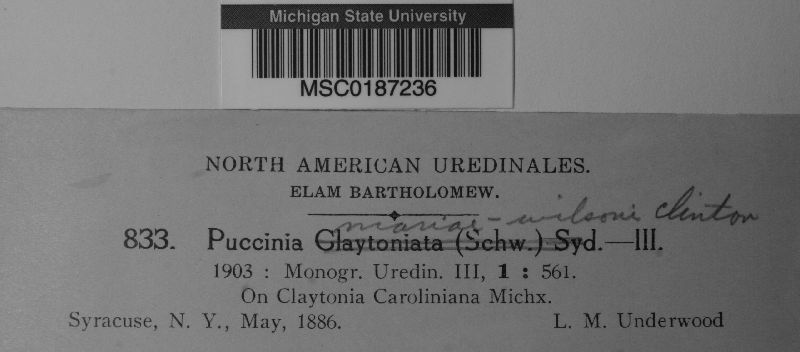 Michigan State University
MSC0187236
NORTH AMERICAN UREDINALES.
ELAM BARTHOLOMEW.
mariae-wilsoni Clinton
833. Puccinia Claytoniata (Schw.) Syd.—III.
1903 : Monogr. Uredin. III, 1 : 561.
On Claytonia Caroliniana Michx.
Syracuse, N. Y., May, 1886. L. M. Underwood